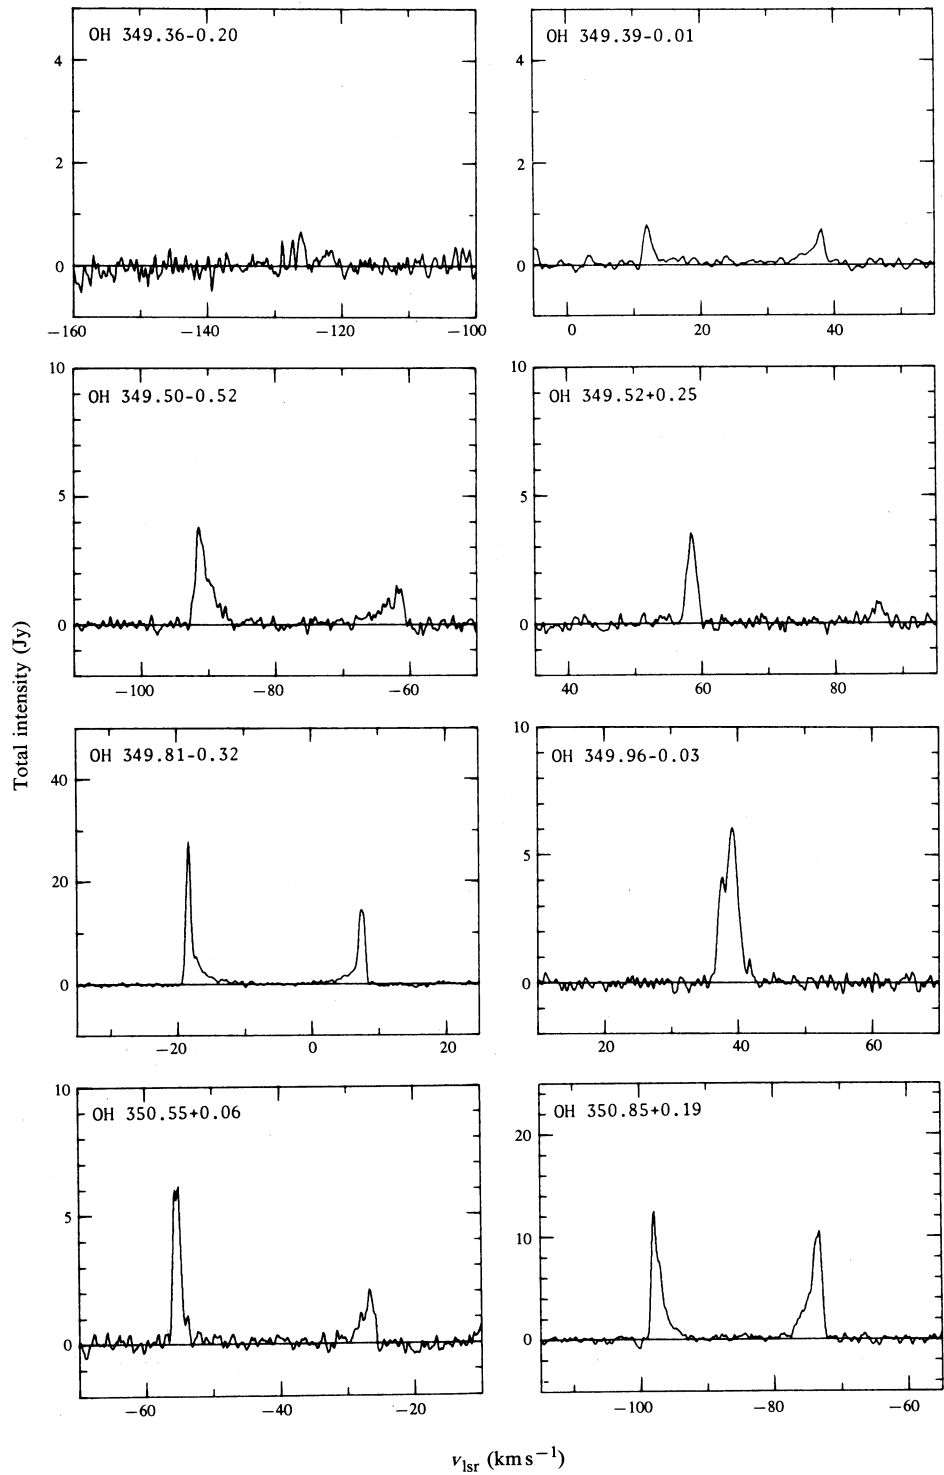 OH 349.36-0.20
4
2
0
−160 −140 −120 −100
OH 349.39-0.01
4
2
0
0 20 40
OH 349.50-0.52
10
5
0
−100 −80 −60
OH 349.52+0.25
10
5
0
40 60 80
OH 349.81-0.32
40
20
0
−20 0 20
OH 349.96-0.03
10
5
0
20 40 60
OH 350.55+0.06
10
5
0
−60 −40 −20
OH 350.85+0.19
20
10
0
−100 −80 −60
Total intensity (Jy)
v_lsr (km s⁻¹)